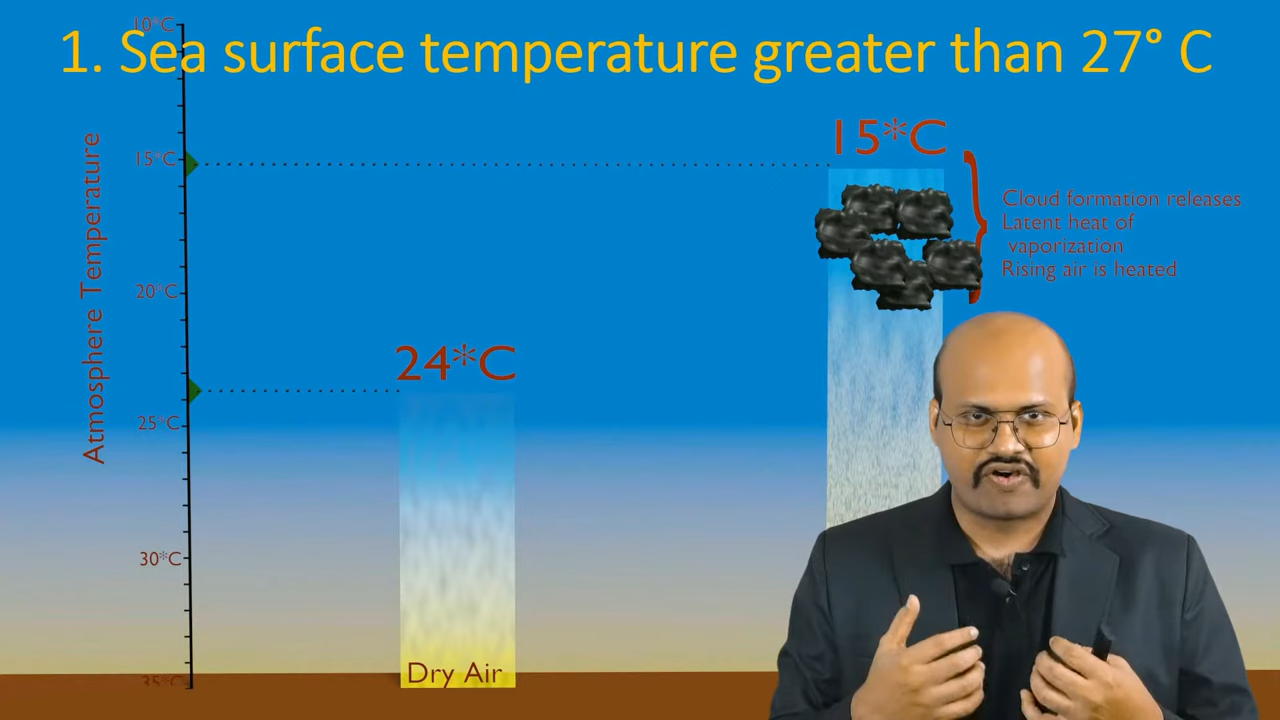 1. Sea surface temperature greater than 27° C
10°C
15*C
15°C
Atmosphere Temperature
Cloud formation releases
Latent heat of
vaporization
Rising air is heated
20°C
24*C
25°C
30°C
Dry Air
35°C